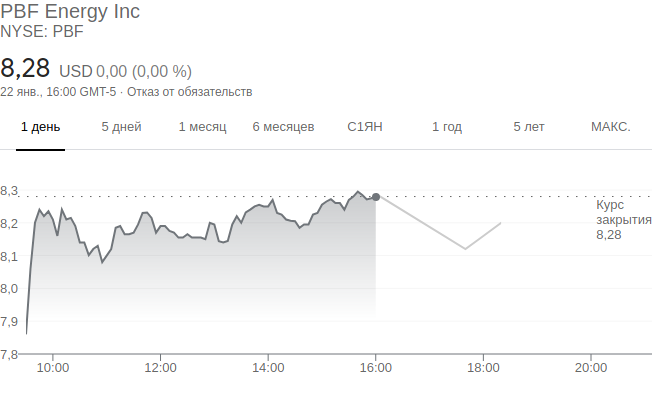 PBF Energy Inc
NYSE: PBF
8,28 USD 0,00 (0,00 %)
22 янв., 16:00 GMT-5 · Отказ от обязательств
1 день 5 дней 1 месяц 6 месяцев С1ЯН 1 год 5 лет МАКС.
8,3
Курс
закрытия
8,28
8,2
8,1
8,0
7,9
7,8
10:00 12:00 14:00 16:00 18:00 20:00